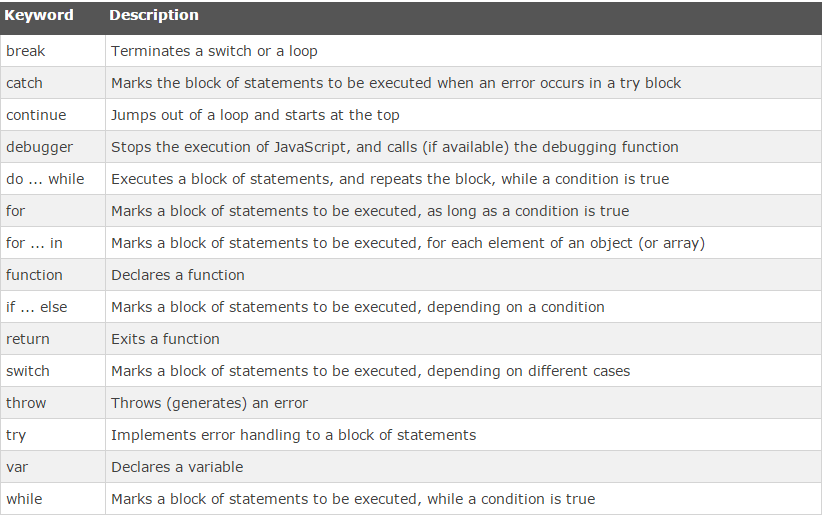 Keyword Description
break Terminates a switch or a loop
catch Marks the block of statements to be executed when an error occurs in a try block
continue Jumps out of a loop and starts at the top
debugger Stops the execution of JavaScript, and calls (if available) the debugging function
do ... while Executes a block of statements, and repeats the block, while a condition is true
for Marks a block of statements to be executed, as long as a condition is true
for ... in Marks a block of statements to be executed, for each element of an object (or array)
function Declares a function
if ... else Marks a block of statements to be executed, depending on a condition
return Exits a function
switch Marks a block of statements to be executed, depending on different cases
throw Throws (generates) an error
try Implements error handling to a block of statements
var Declares a variable
while Marks a block of statements to be executed, while a condition is true